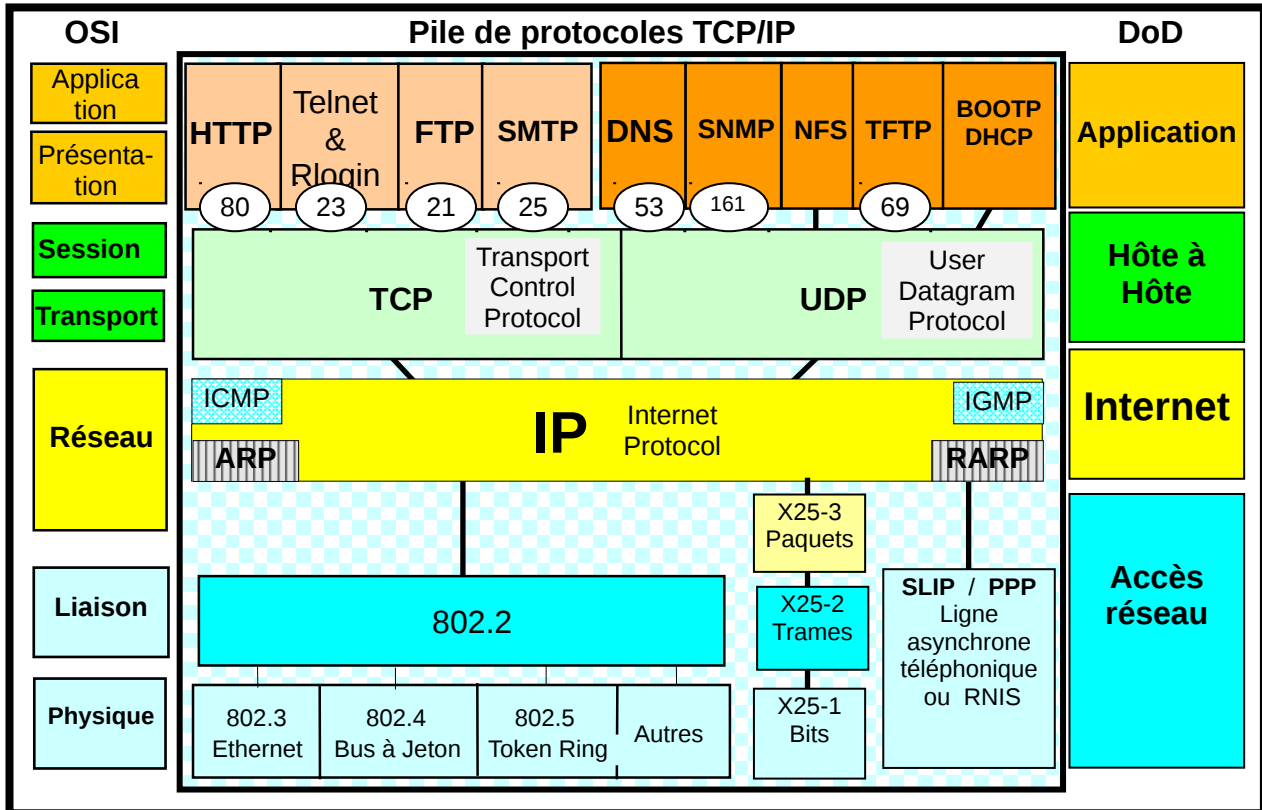 OSI
Pile de protocoles TCP/IP
DoD
Applica
tion
Présenta-
tion
Session
Transport
Réseau
Liaison
Physique
HTTP
Telnet
&
Rlogin
FTP
SMTP
DNS
SNMP
NFS
TFTP
BOOTP
DHCP
80
23
21
25
53
161
69
TCP
Transport
Control
Protocol
UDP
User
Datagram
Protocol
ICMP
IGMP
IP
Internet
Protocol
ARP
RARP
X25-3
Paquets
802.2
X25-2
Trames
SLIP / PPP
Ligne
asynchrone
téléphonique
ou RNIS
802.3
Ethernet
802.4
Bus à Jeton
802.5
Token Ring
Autres
X25-1
Bits
Application
Hôte à
Hôte
Internet
Accès
réseau